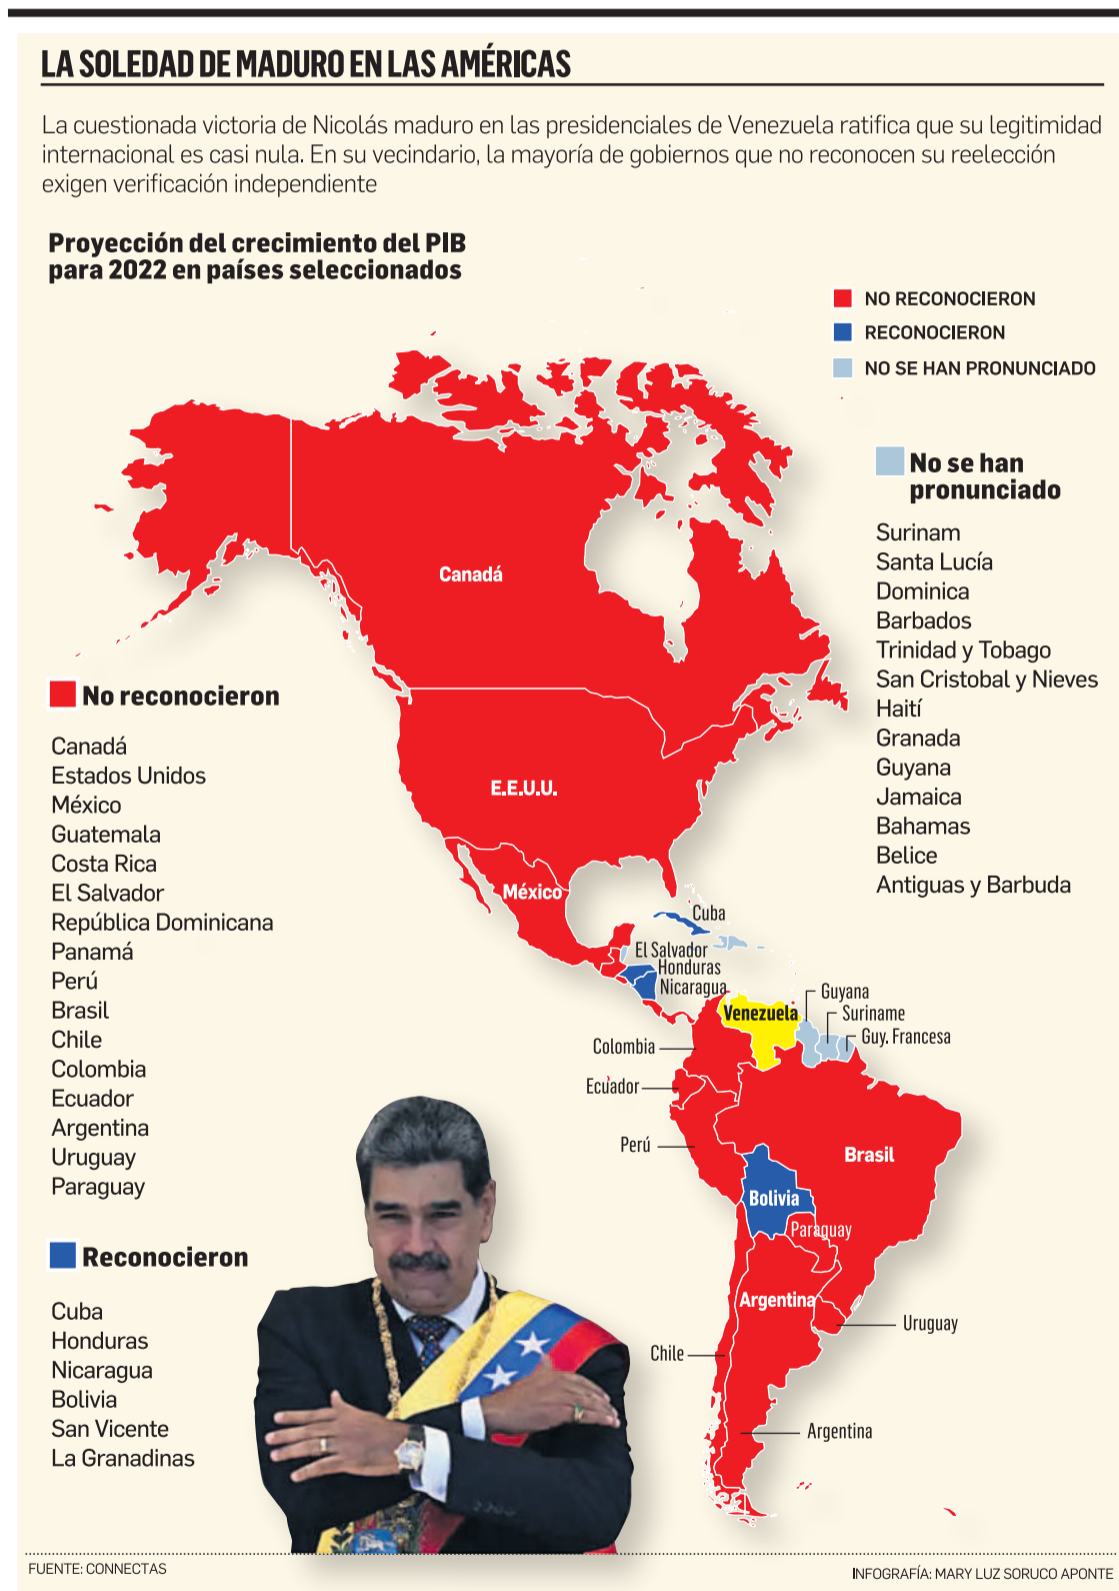 LA SOLEDAD DE MADURO EN LAS AMÉRICAS
La cuestionada victoria de Nicolás maduro en las presidenciales de Venezuela ratifica que su legitimidad
internacional es casi nula. En su vecindario, la mayoría de gobiernos que no reconocen su reelección
exigen verificación independiente
Proyección del crecimiento del PIB
para 2022 en países seleccionados
NO RECONOCIERON
RECONOCIERON
NO SE HAN PRONUNCIADO
No se han
pronunciado
Surinam
Santa Lucía
Dominica
Barbados
Trinidad y Tobago
San Cristobal y Nieves
Haití
Granada
Guyana
Jamaica
Bahamas
Belice
Antiguas y Barbuda
No reconocieron
Canadá
Estados Unidos
México
Guatemala
Costa Rica
El Salvador
República Dominicana
Panamá
Perú
Brasil
Chile
Colombia
Ecuador
Argentina
Uruguay
Paraguay
Reconocieron
Cuba
Honduras
Nicaragua
Bolivia
San Vicente
La Granadinas
Canadá
E.E.U.U.
México
Cuba
El Salvador
Honduras
Nicaragua
Venezuela
Guyana
Suriname
Guy. Francesa
Colombia
Ecuador
Perú
Brasil
Bolivia
Paraguay
Argentina
Uruguay
Chile
Argentina
FUENTE: CONNECTAS
INFOGRAFÍA: MARY LUZ SORUCO APONTE